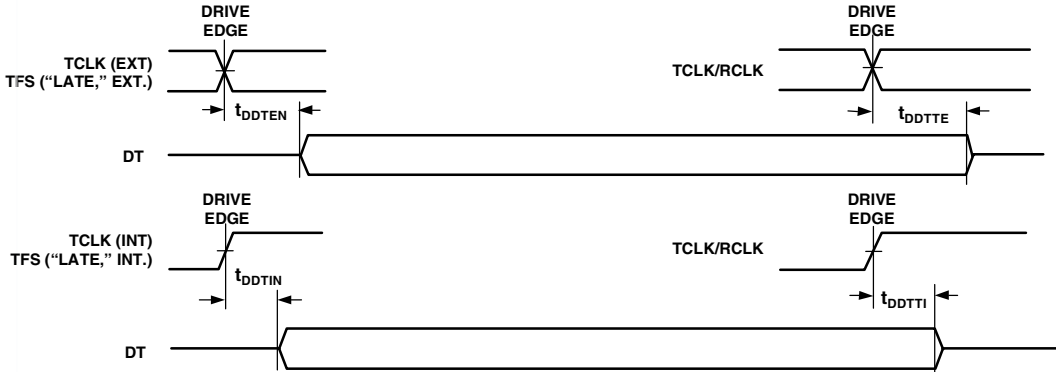 DRIVE
EDGE
DRIVE
EDGE
TCLK (EXT)
TFS (“LATE,” EXT.)
TCLK/RCLK
tDDTEN
tDDTTE
DT
DRIVE
EDGE
DRIVE
EDGE
TCLK (INT)
TFS (“LATE,” INT.)
TCLK/RCLK
tDDTIN
tDDTTI
DT